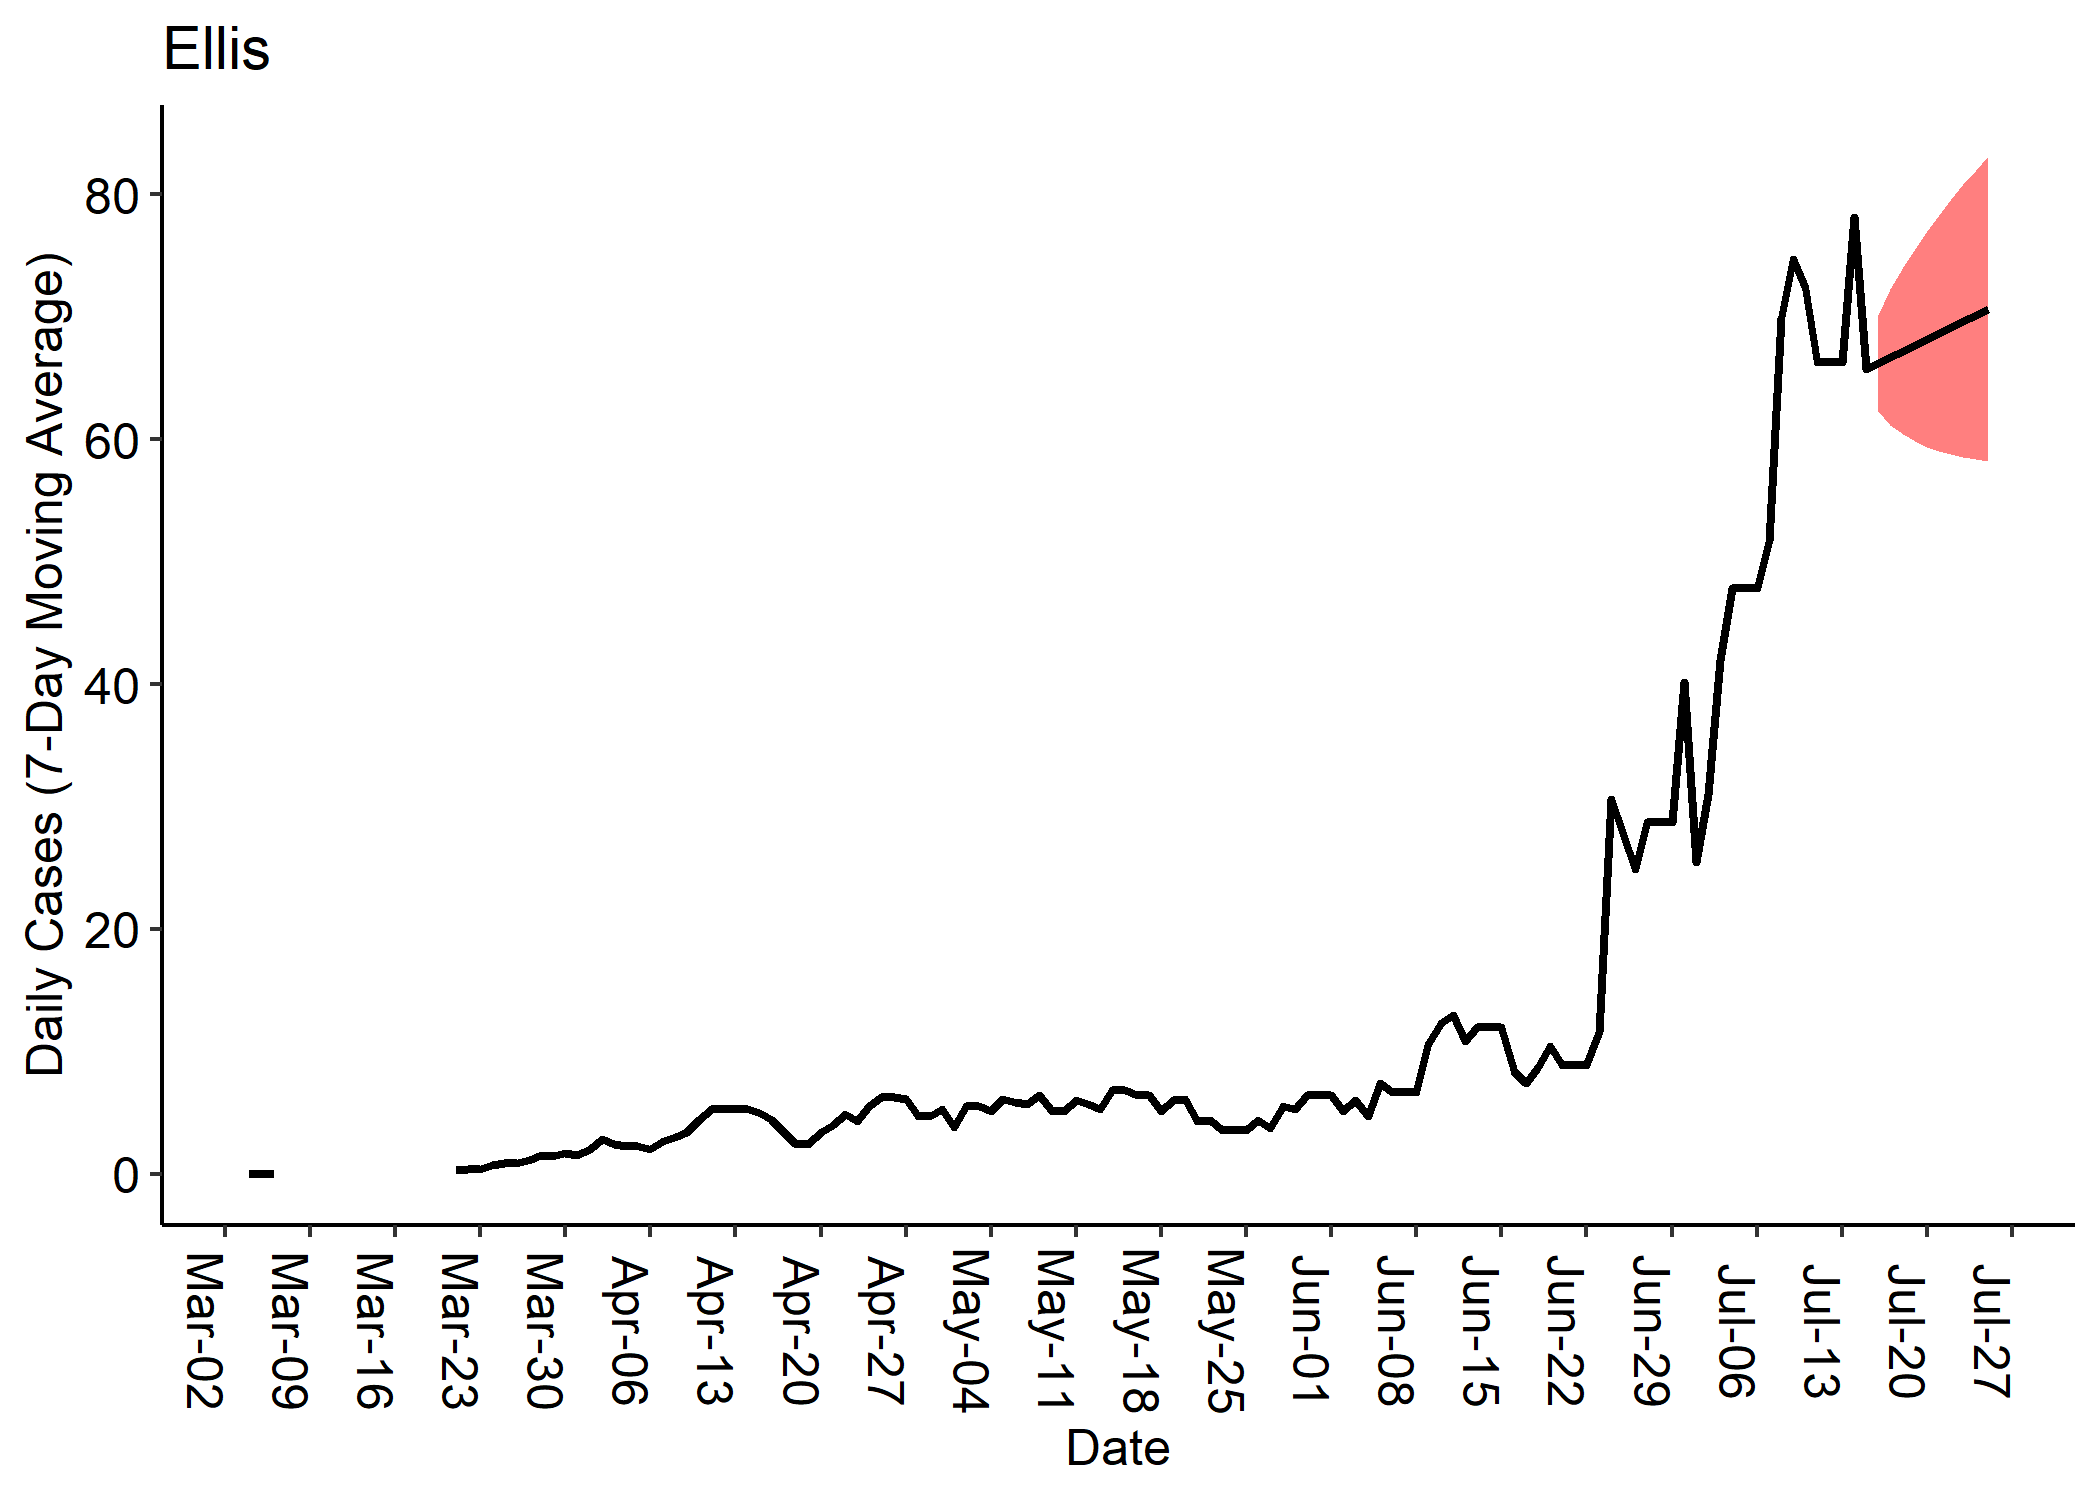 Ellis
Daily Cases (7-Day Moving Average)
80
60
40
20
0
Mar-02
Mar-09
Mar-16
Mar-23
Mar-30
Apr-06
Apr-13
Apr-20
Apr-27
May-04
May-11
May-18
May-25
Jun-01
Jun-08
Jun-15
Jun-22
Jun-29
Jul-06
Jul-13
Jul-20
Jul-27
Date